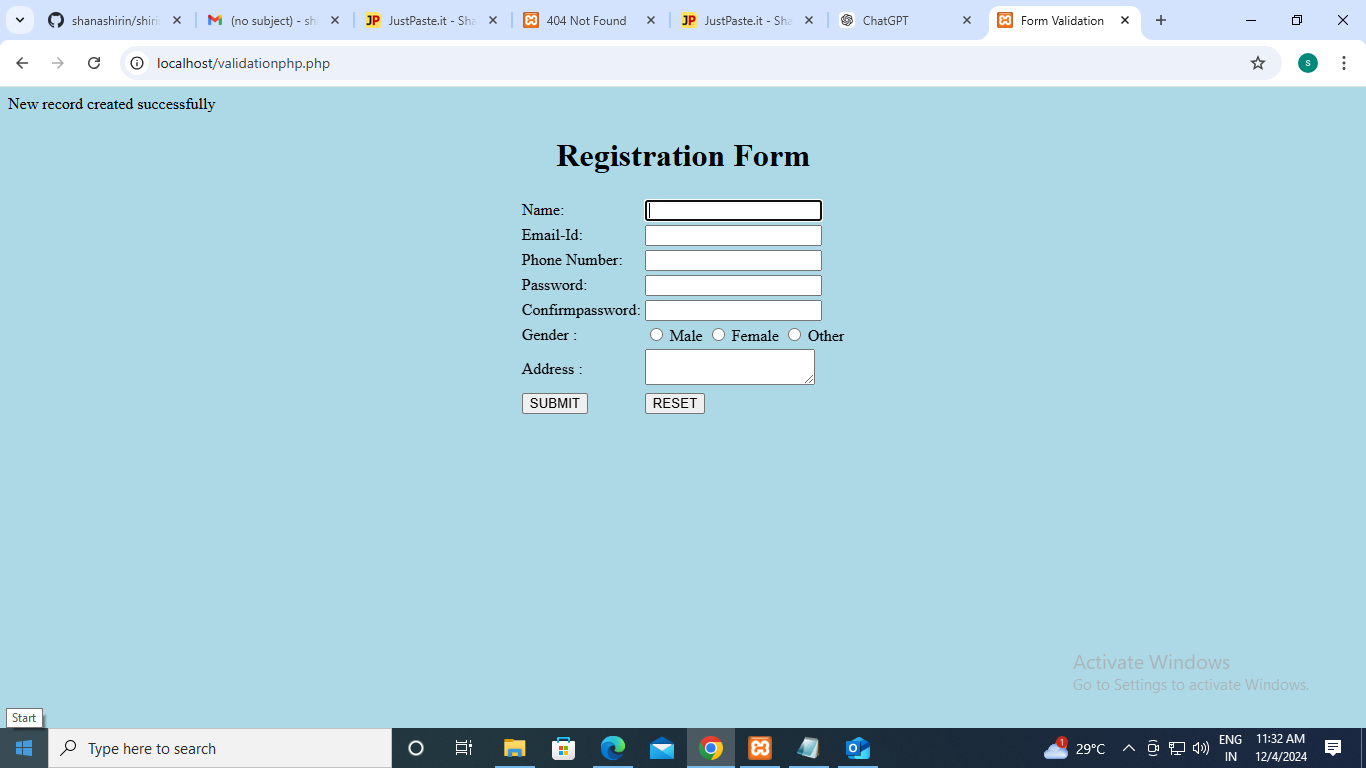 shanashirin/shiri
(no subject) - sha
JustPaste.it - Sha
404 Not Found
JustPaste.it - Sha
ChatGPT
Form Validation
localhost/validationphp.php
s
New record created successfully
Registration Form
Name:
Email-Id:
Phone Number:
Password:
Confirmpassword:
Gender : Male Female Other
Address :
SUBMIT RESET
Activate Windows
Go to Settings to activate Windows.
Start
Type here to search
1
29°C
ENG
IN
11:32 AM
12/4/2024